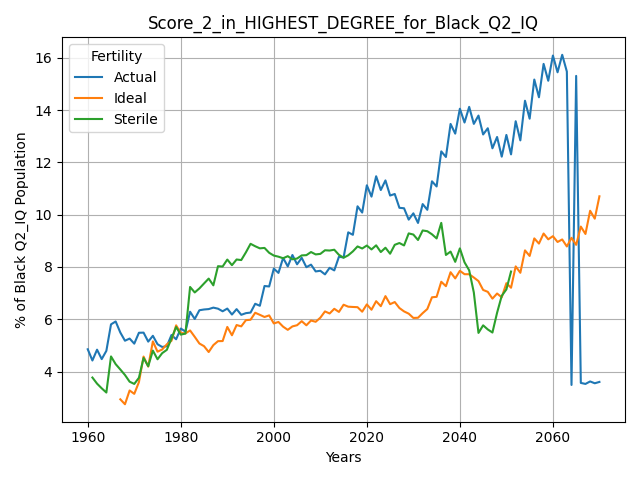 Score_2_in_HIGHEST_DEGREE_for_Black_Q2_IQ
Fertility
Actual
Ideal
Sterile
% of Black Q2_IQ Population
16
14
12
10
8
6
4
1960
1980
2000
2020
2040
2060
Years